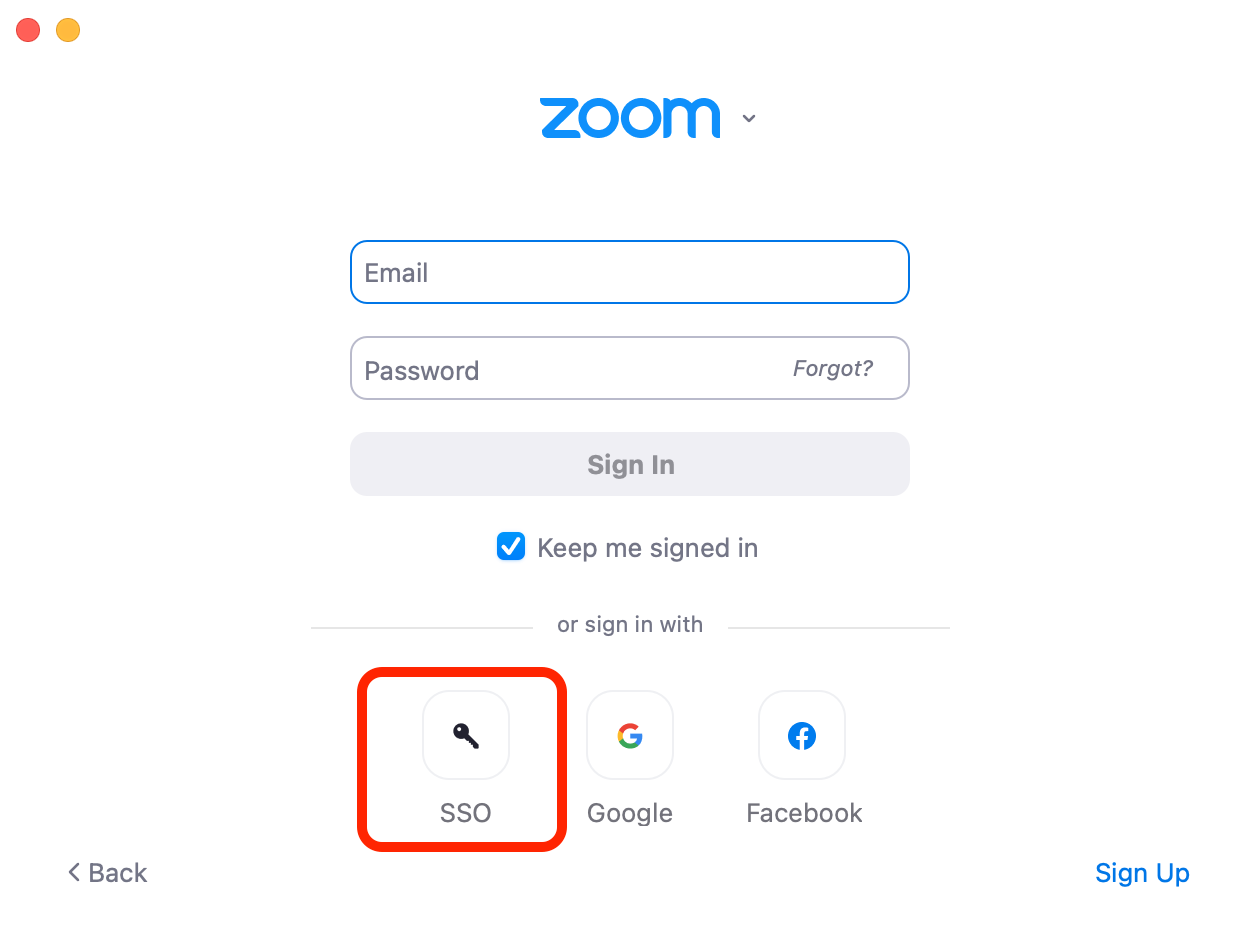 zoom
Email
Password Forgot?
Sign In
Keep me signed in
or sign in with
SSO Google Facebook
Back Sign Up